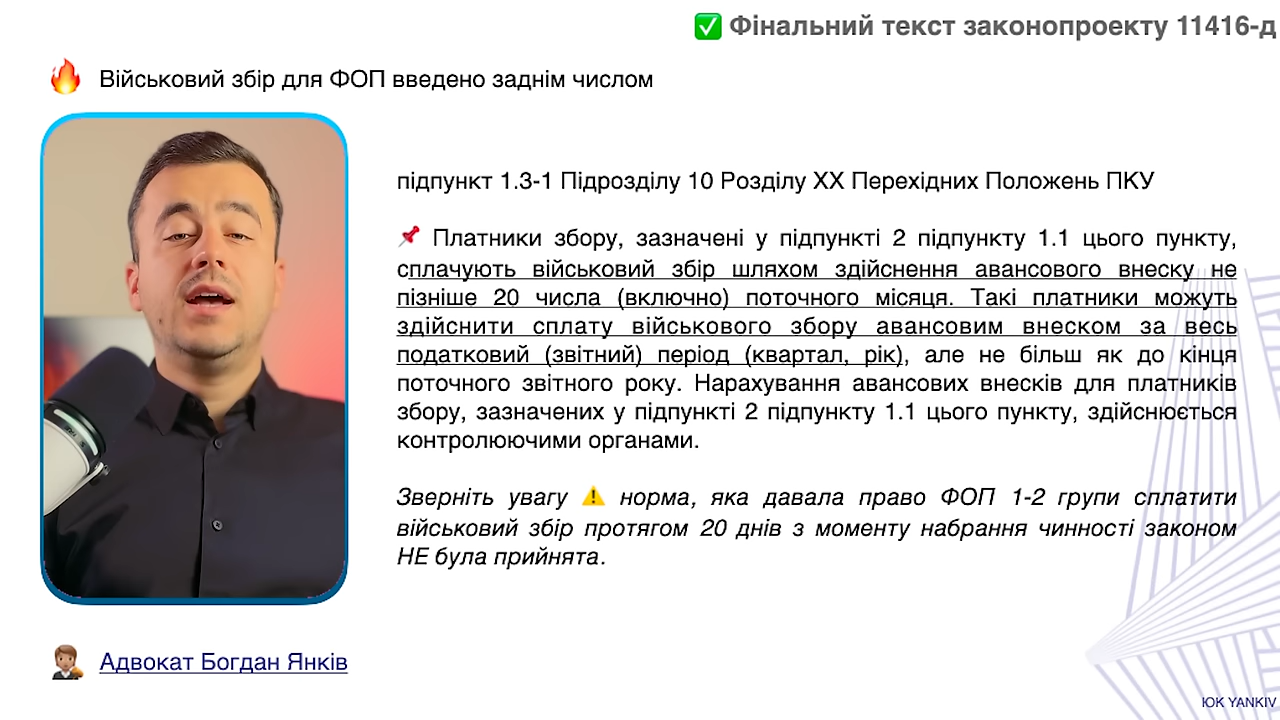 ✅ Фінальний текст законопроекту 11416-д
🔥 Військовий збір для ФОП введено заднім числом
підпункт 1.3-1 Підрозділу 10 Розділу ХХ Перехідних Положень ПКУ
📌 Платники збору, зазначені у підпункті 2 підпункту 1.1 цього пункту,
сплачують військовий збір шляхом здійснення авансового внеску не
пізніше 20 числа (включно) поточного місяця. Такі платники можуть
здійснити сплату військового збору авансовим внеском за весь
податковий (звітний) період (квартал, рік), але не більш як до кінця
поточного звітного року. Нарахування авансових внесків для платників
збору, зазначених у підпункті 2 підпункту 1.1 цього пункту, здійснюється
контролюючими органами.
Зверніть увагу ⚠️ норма, яка давала право ФОП 1-2 групи сплатити
військовий збір протягом 20 днів з моменту набрання чинності законом
НЕ була прийнята.
Адвокат Богдан Янків
ЮК YANKIV